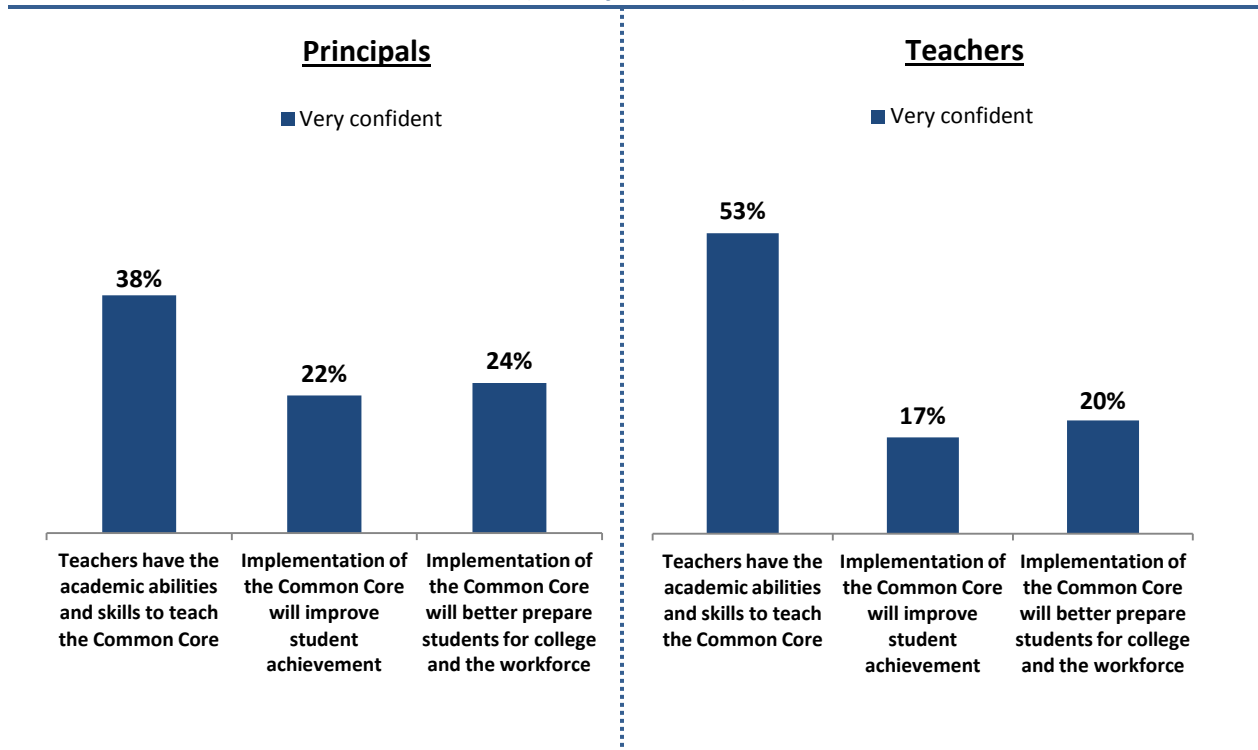 Principals
Very confident
38%
22%
24%
Teachers have the
academic abilities
and skills to teach
the Common Core
Implementation of
the Common Core
will improve
student
achievement
Implementation of
the Common Core
will better prepare
students for college
and the workforce
Teachers
Very confident
53%
17%
20%
Teachers have the
academic abilities
and skills to teach
the Common Core
Implementation of
the Common Core
will improve
student
achievement
Implementation of
the Common Core
will better prepare
students for college
and the workforce